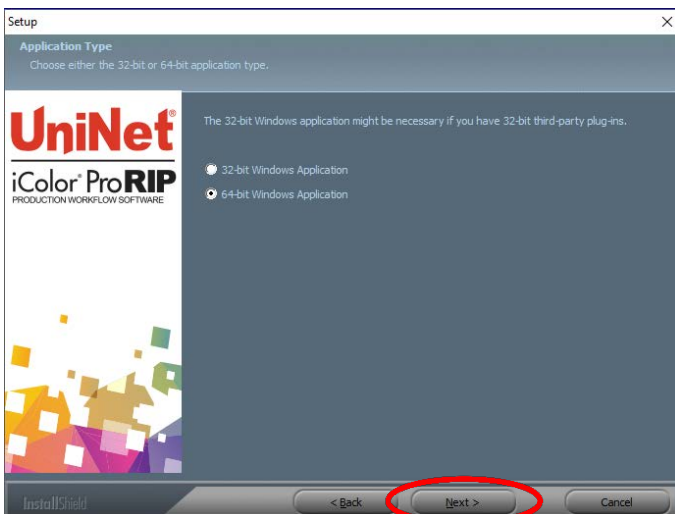 Setup
Application Type
Choose either the 32-bit or 64-bit application type.
UniNet®
iColor® ProRIP
PRODUCTION WORKFLOW SOFTWARE
The 32-bit Windows application might be necessary if you have 32-bit third-party plug-ins.
32-bit Windows Application
64-bit Windows Application
InstallShield
< Back
Next >
Cancel